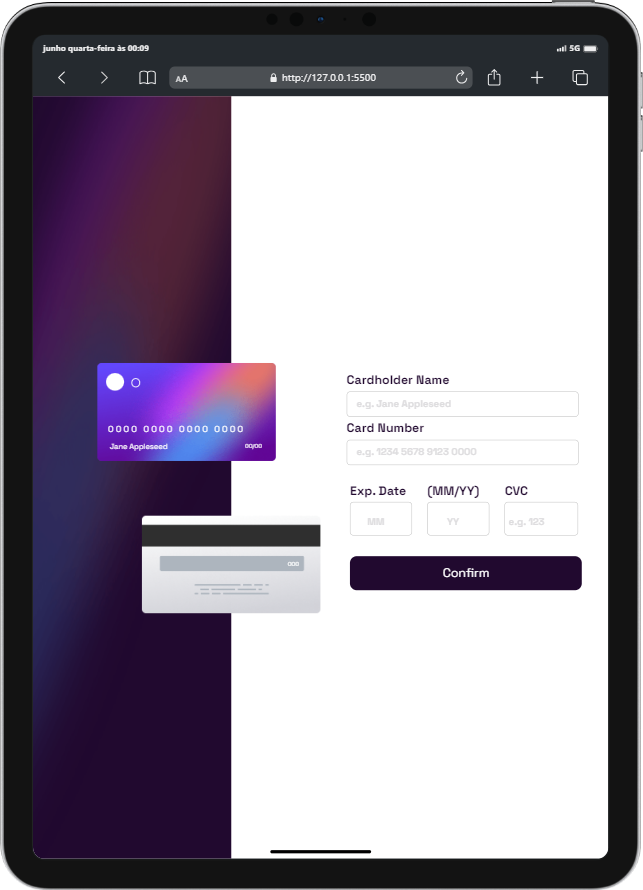 junho quarta-feira às 00:09
5G
AA
http://127.0.0.1:5500
0000 0000 0000 0000
Jane Appleseed
00/00
000
Cardholder Name
e.g. Jane Appleseed
Card Number
e.g. 1234 5678 9123 0000
Exp. Date (MM/YY) CVC
MM YY e.g. 123
Confirm